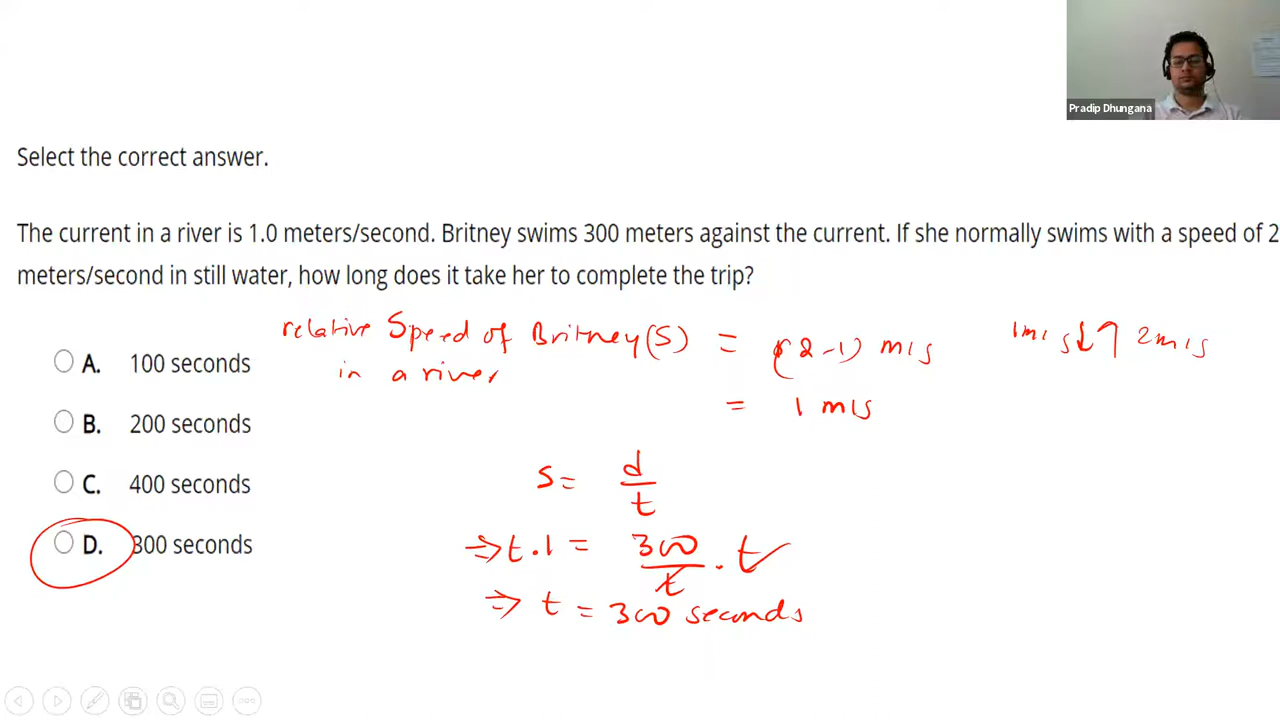 Pradip Dhungana
Select the correct answer.
The current in a river is 1.0 meters/second. Britney swims 300 meters against the current. If she normally swims with a speed of 2
meters/second in still water, how long does it take her to complete the trip?
relative Speed of Britney(S) = (2-1) m/s
in a river
1m/s ↓↑ 2m/s
= 1 m/s
A. 100 seconds
B. 200 seconds
C. 400 seconds
D. 300 seconds
s = d/t
⇒ t.1 = 300/t . t
⇒ t = 300 seconds